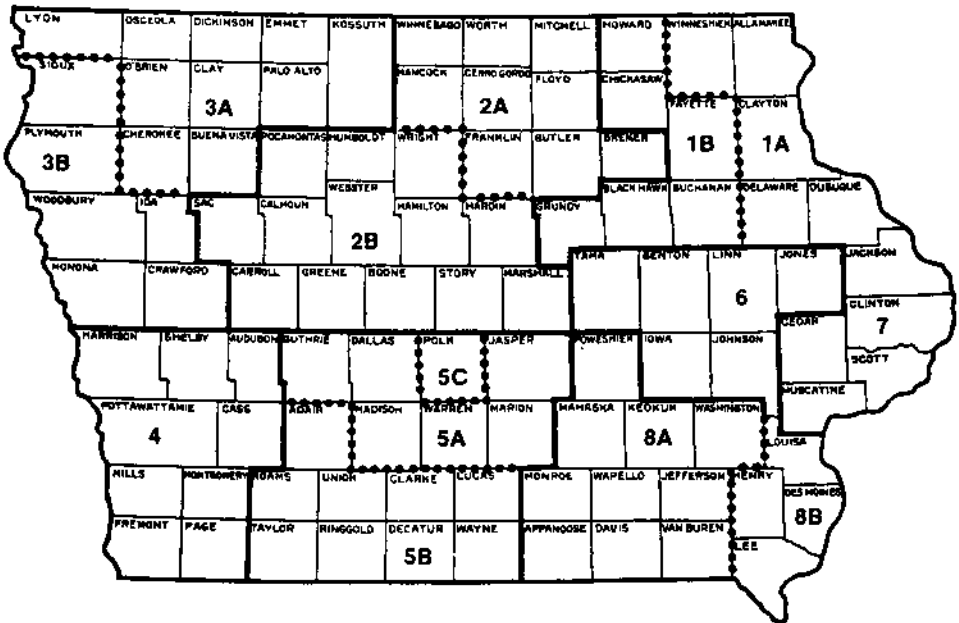 LYON OSCEOLA DICKINSON EMMET KOSSUTH WINNEBAGO WORTH MITCHELL HOWARD WINNESHIEK ALLAMAKEE
SIOUX O'BRIEN CLAY PALO ALTO HANCOCK CERRO GORDO FLOYD CHICKASAW
3A 2A FAYETTE CLAYTON
PLYMOUTH CHEROKEE BUENA VISTA POCAHONTAS HUMBOLDT WRIGHT FRANKLIN BUTLER BREMER 1B 1A
3B
WOODBURY IDA SAC CALHOUN WEBSTER HAMILTON HARDIN GRUNDY BLACK HAWK BUCHANAN DELAWARE DUBUQUE
2B
MONONA CRAWFORD CARROLL GREENE BOONE STORY MARSHALL TAMA BENTON LINN JONES JACKSON
6 CLINTON
7
HARRISON SHELBY AUDUBON GUTHRIE DALLAS POLK JASPER POWESHIEK IOWA JOHNSON CEDAR SCOTT
5C MUSCATINE
POTTAWATTAMIE CASS ADAIR MADISON WARREN MARION MAHASKA KEOKUK WASHINGTON LOUISA
4 5A 8A
MILLS MONTGOMERY ADAMS UNION CLARKE LUCAS MONROE WAPELLO JEFFERSON HENRY DES MOINES
8B
FREMONT PAGE TAYLOR RINGGOLD DECATUR WAYNE APPANOOSE DAVIS VAN BUREN LEE
5B